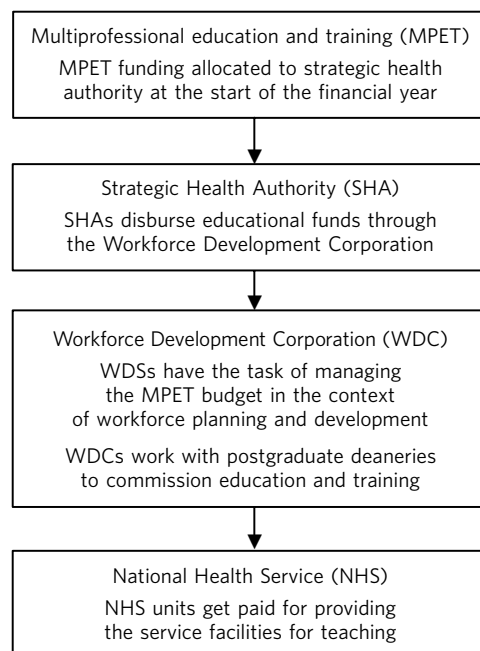 Multiprofessional education and training (MPET)
MPET funding allocated to strategic health
authority at the start of the financial year
Strategic Health Authority (SHA)
SHAs disburse educational funds through
the Workforce Development Corporation
Workforce Development Corporation (WDC)
WDSs have the task of managing
the MPET budget in the context
of workforce planning and development
WDCs work with postgraduate deaneries
to commission education and training
National Health Service (NHS)
NHS units get paid for providing
the service facilities for teaching